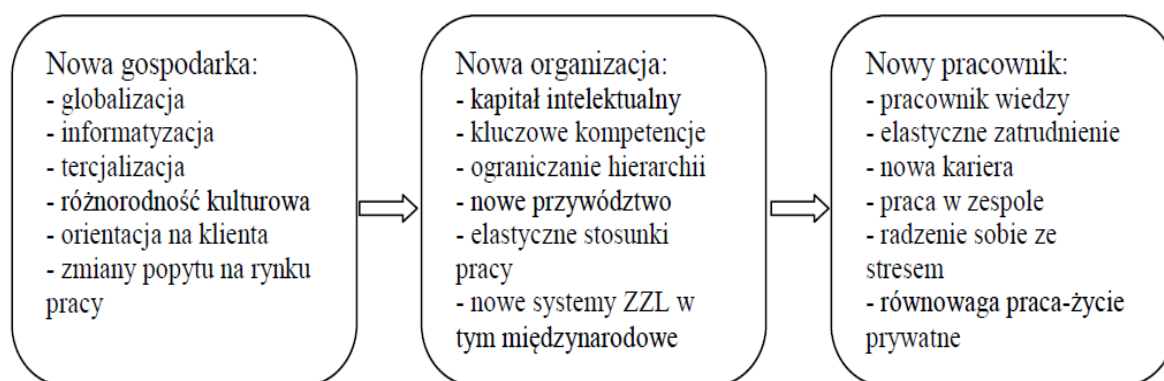 Nowa gospodarka:
- globalizacja
- informatyzacja
- tercjalizacja
- różnorodność kulturowa
- orientacja na klienta
- zmiany popytu na rynku
pracy
Nowa organizacja:
- kapitał intelektualny
- kluczowe kompetencje
- ograniczanie hierarchii
- nowe przywództwo
- elastyczne stosunki
pracy
- nowe systemy ZZL w
tym międzynarodowe
Nowy pracownik:
- pracownik wiedzy
- elastyczne zatrudnienie
- nowa kariera
- praca w zespole
- radzenie sobie ze
stresem
- równowaga praca-życie
prywatne